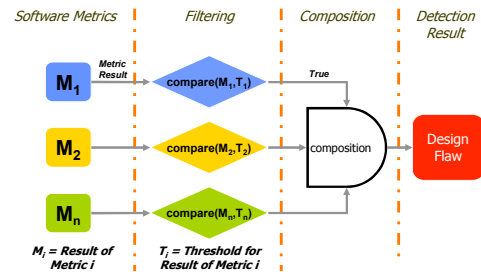 Software Metrics
Filtering
Composition
Detection
Result
Metric
Result
True
M1
compare(M1,T1)
M2
compare(M2,T2)
composition
Design
Flaw
Mn
compare(Mn,Tn)
Mi = Result of
Metric i
Ti = Threshold for
Result of Metric i